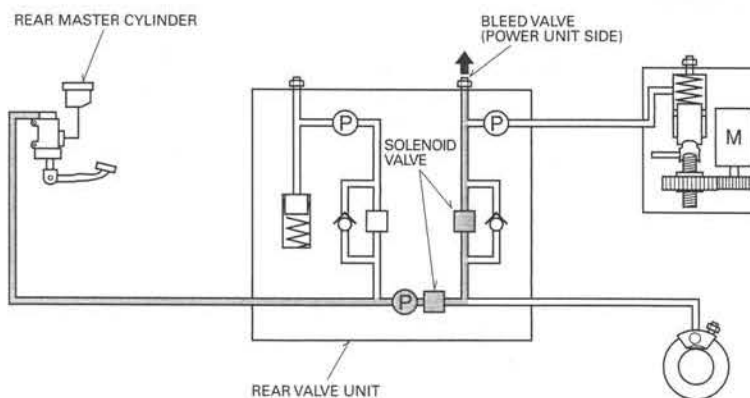 REAR MASTER CYLINDER
BLEED VALVE
(POWER UNIT SIDE)
P
P
SOLENOID
VALVE
M
P
REAR VALVE UNIT